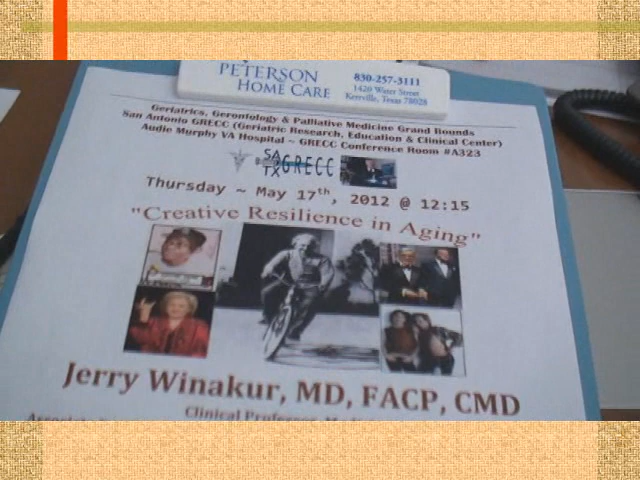 PETERSON
HOME CARE
830-257-3111
1420 Water Street
Kerrville, Texas 78028
Geriatrics, Gerontology & Palliative Medicine Grand Rounds
San Antonio GRECC (Geriatric Research, Education & Clinical Center)
Audie Murphy VA Hospital ~ GRECC Conference Room #A323
SA
TX
GRECC
Thursday ~ May 17th, 2012 @ 12:15
"Creative Resilience in Aging"
Jerry Winakur, MD, FACP, CMD
Clinical Professor